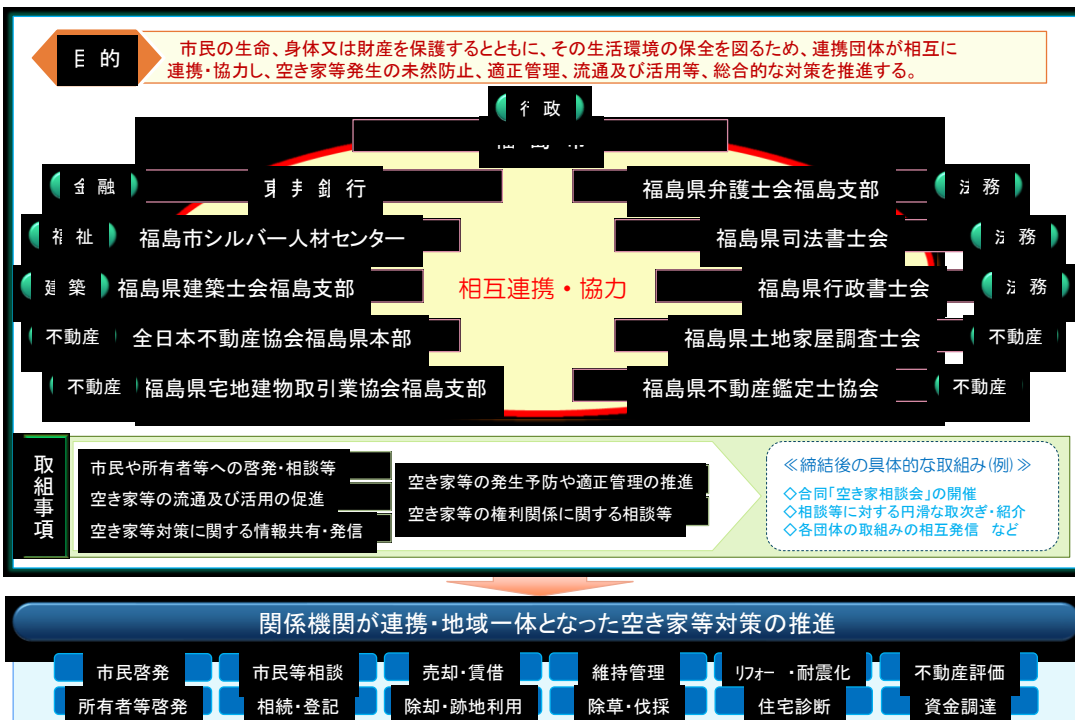 目的
市民の生命、身体又は財産を保護するとともに、その生活環境の保全を図るため、連携団体が相互に
連携・協力し、空き家等発生の未然防止、適正管理、流通及び活用等、総合的な対策を推進する。
行政
金融
福島県弁護士会福島支部
法務
福祉
福島市シルバー人材センター
福島県司法書士会
法務
建築
福島県建築士会福島支部
相互連携・協力
福島県行政書士会
法務
不動産
全日本不動産協会福島県本部
福島県土地家屋調査士会
不動産
不動産
福島県宅地建物取引業協会福島支部
福島県不動産鑑定士協会
不動産
取組事項
市民や所有者等への啓発・相談等
空き家等の流通及び活用の促進
空き家等対策に関する情報共有・発信
空き家等の発生予防や適正管理の推進
空き家等の権利関係に関する相談等
≪締結後の具体的な取組み(例)≫
◇合同「空き家相談会」の開催
◇相談等に対する円滑な取次ぎ・紹介
◇各団体の取組みの相互発信 など
関係機関が連携・地域一体となった空き家等対策の推進
市民啓発
市民等相談
売却・賃借
維持管理
・耐震化
不動産評価
所有者等啓発
相続・登記
除却・跡地利用
除草・伐採
住宅診断
資金調達